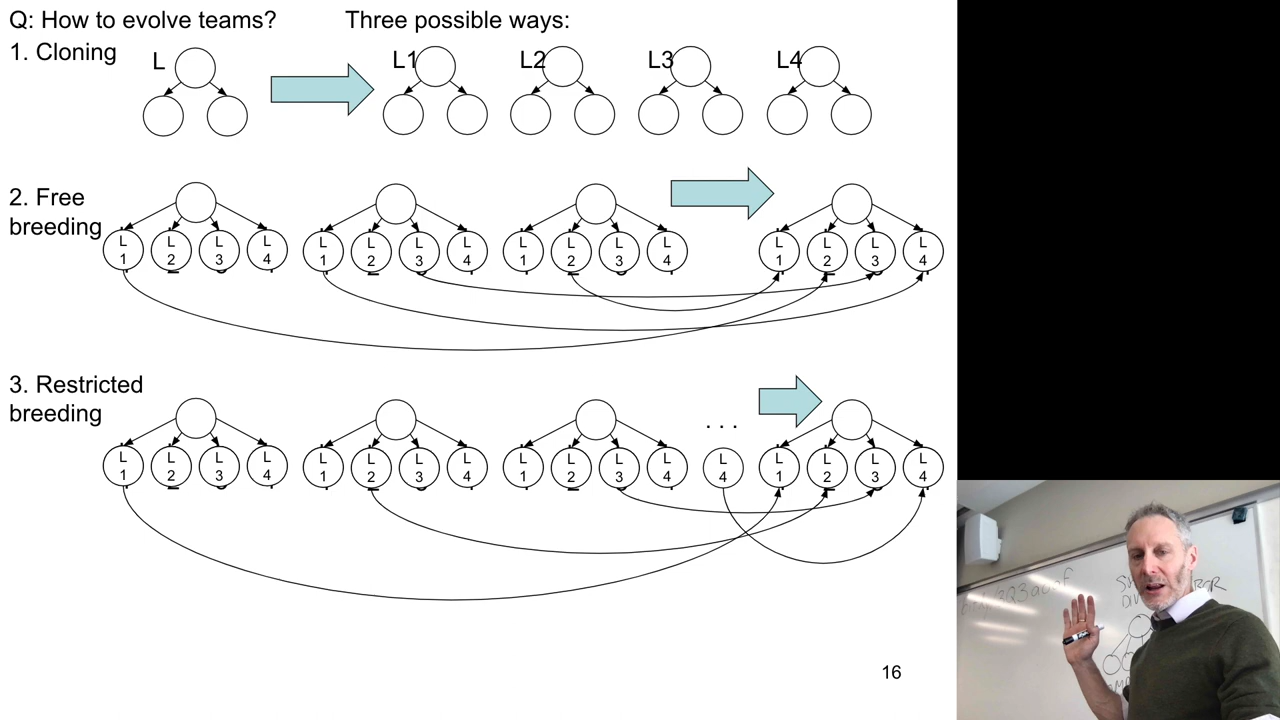 Q: How to evolve teams?
Three possible ways:
1. Cloning
L
L1
L2
L3
L4
2. Free
breeding
L
1
L
2
L
3
L
4
L
1
L
2
L
3
L
4
L
1
L
2
L
3
L
4
L
1
L
2
L
3
L
4
3. Restricted
breeding
. . .
L
1
L
2
L
3
L
4
L
1
L
2
L
3
L
4
L
1
L
2
L
3
L
4
L
4
L
1
L
2
L
3
L
4
16